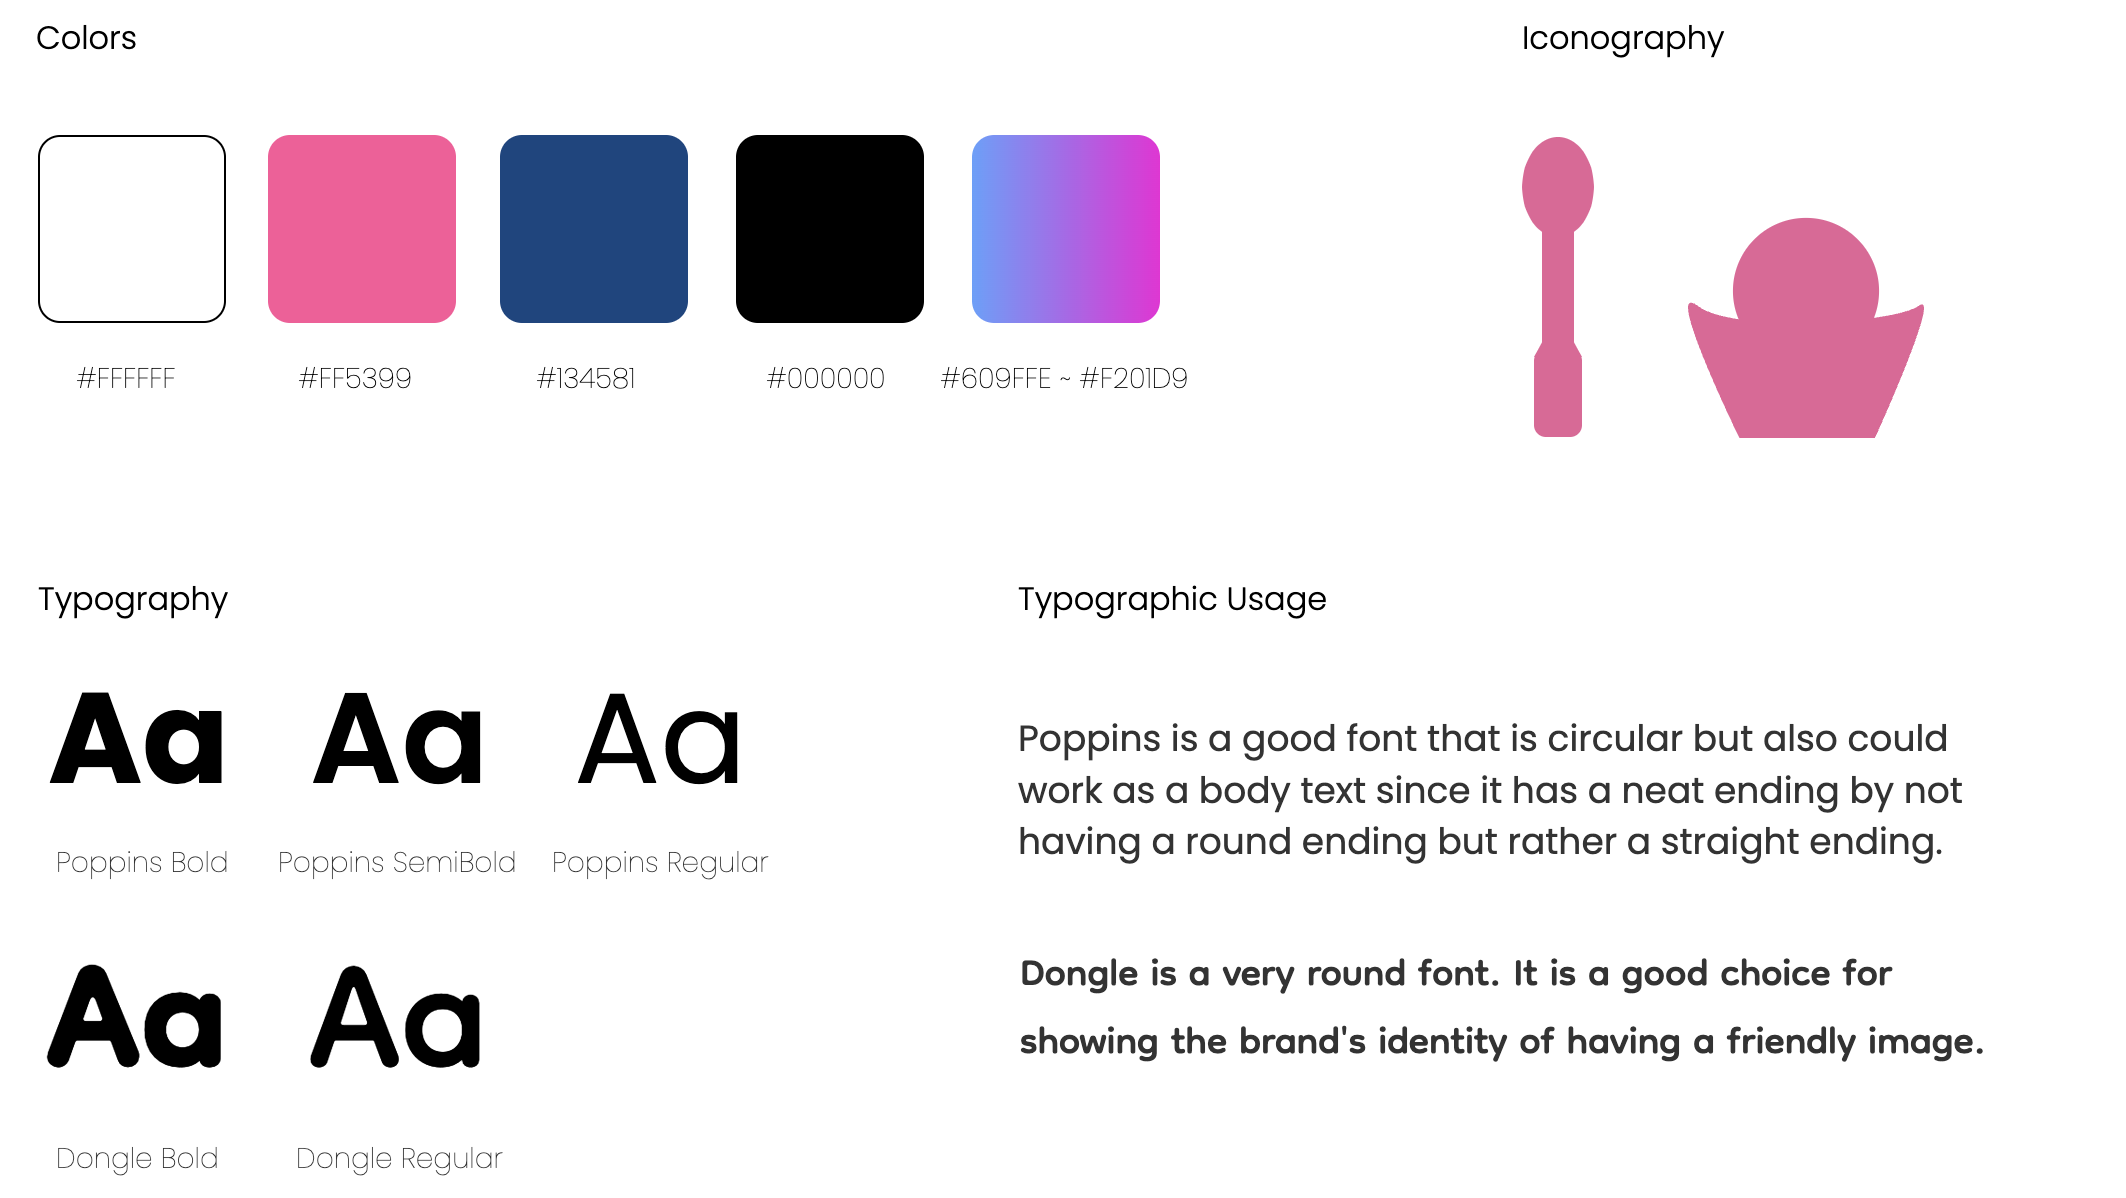 Colors
Iconography
#FFFFFF
#FF5399
#134581
#000000
#609FFE ~ #F201D9
Typography
Aa
Aa
Aa
Poppins Bold
Poppins SemiBold
Poppins Regular
Aa
Aa
Dongle Bold
Dongle Regular
Typographic Usage
Poppins is a good font that is circular but also could
work as a body text since it has a neat ending by not
having a round ending but rather a straight ending.
Dongle is a very round font. It is a good choice for
showing the brand's identity of having a friendly image.